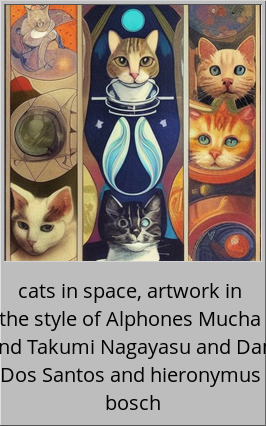 cats in space, artwork in
the style of Alphones Mucha
nd Takumi Nagayasu and Dan
Dos Santos and hieronymus
bosch